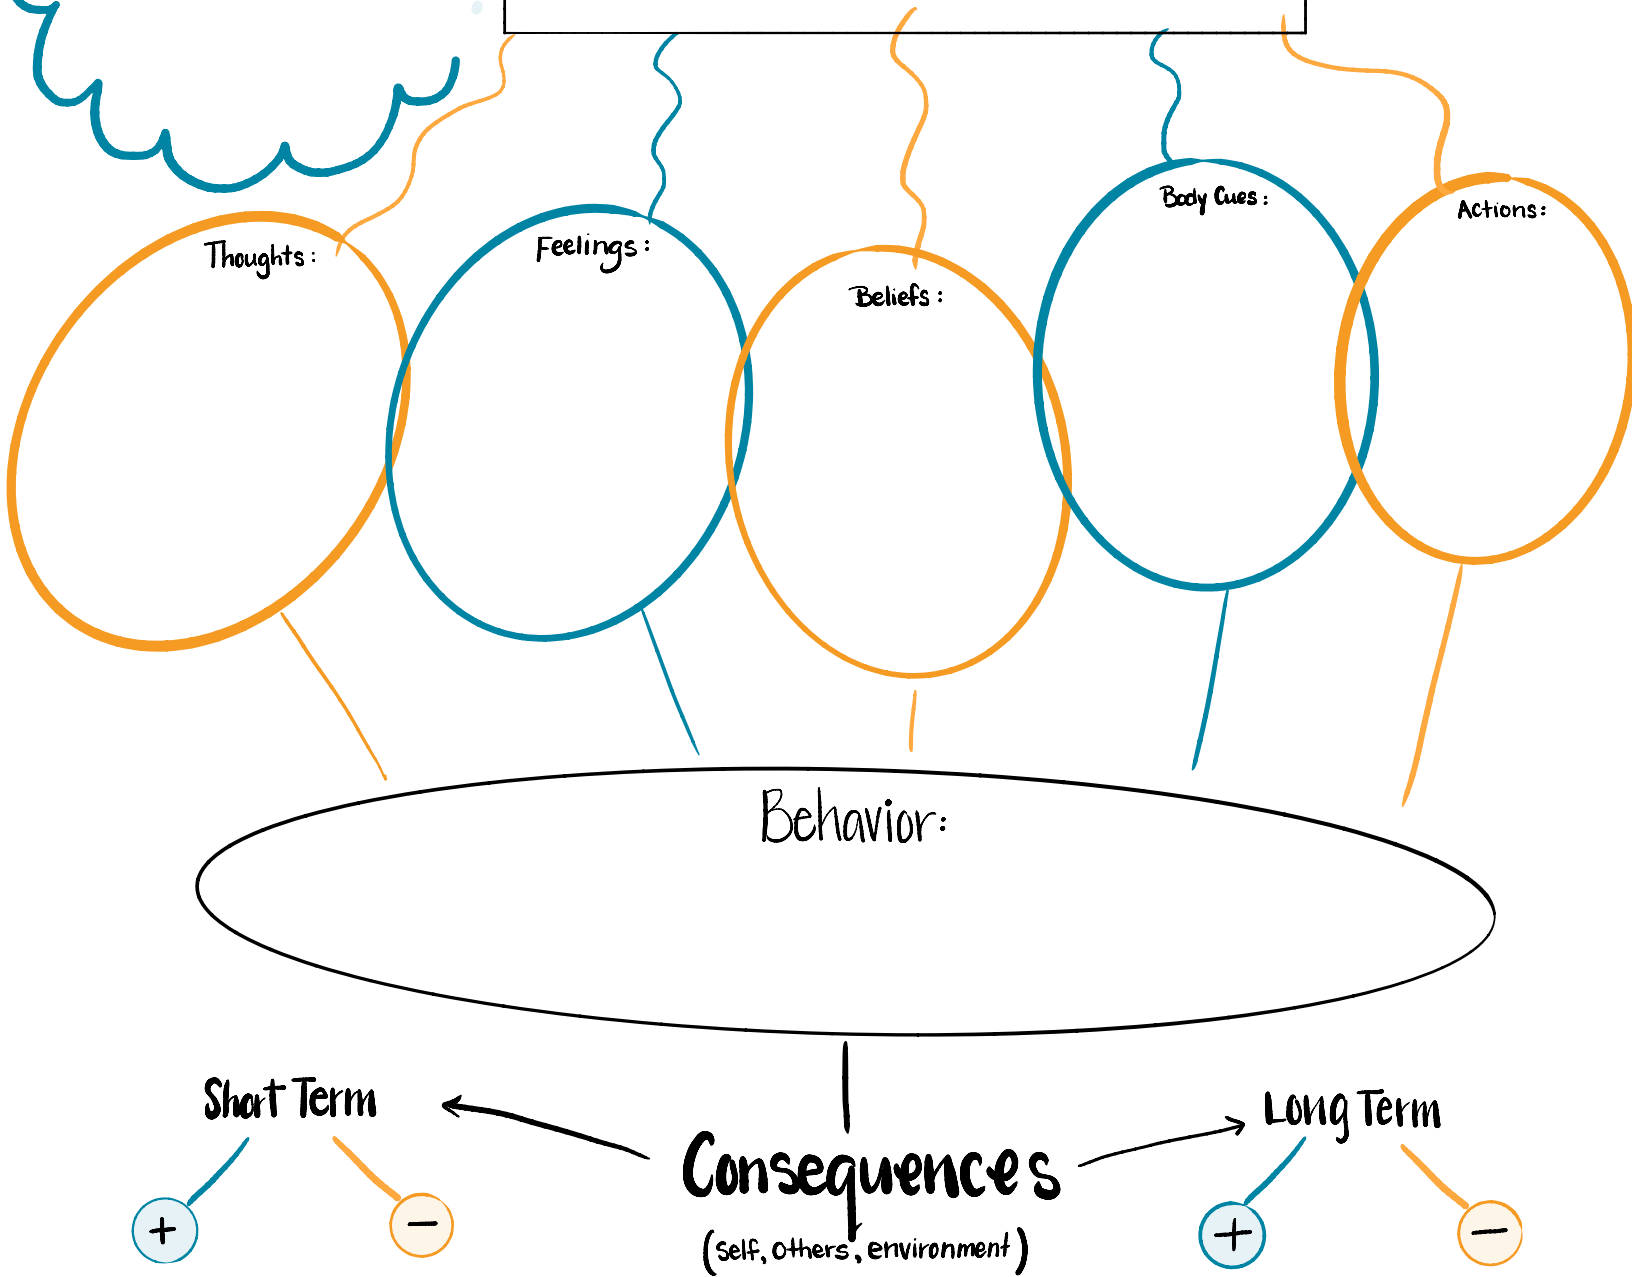 Thoughts:
Feelings:
Beliefs:
Body Cues:
Actions:
Behavior:
Short Term
Long Term
Consequences
(self, others, environment)
+
−
+
−